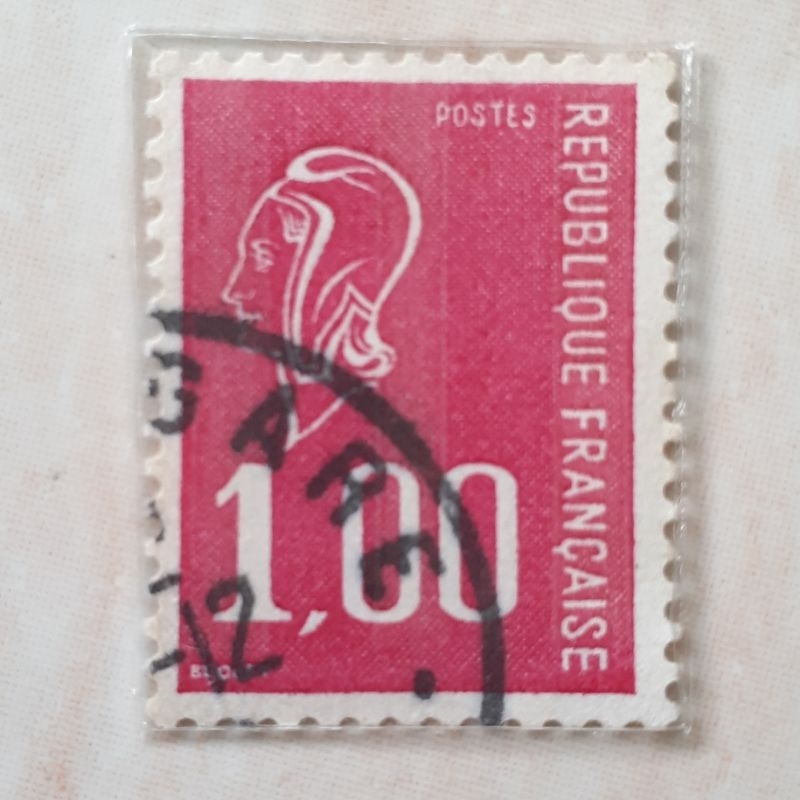 POSTES
REPUBLIQUE FRANÇAISE
GARE
1,00
-12